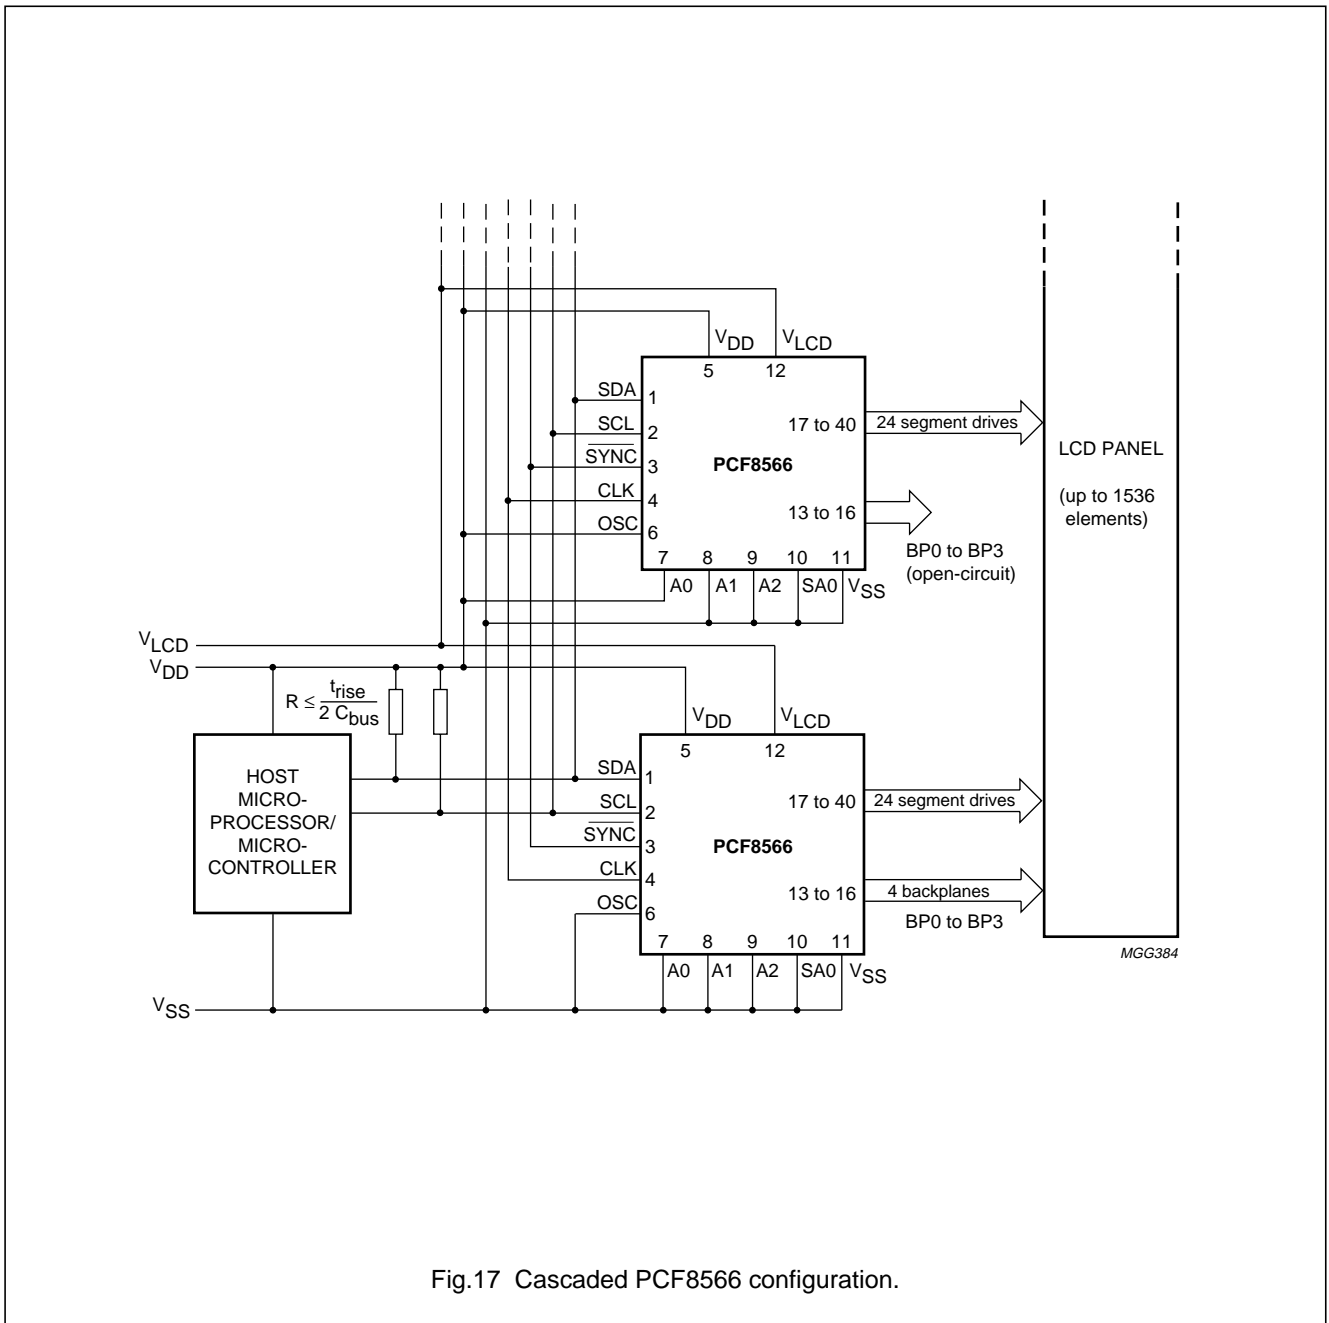 VDD
VLCD
5
12
SDA
1
SCL
2
SYNC
3
CLK
4
OSC
6
17 to 40
24 segment drives
PCF8566
13 to 16
BP0 to BP3
(open-circuit)
7
8
9
10
11
A0
A1
A2
SA0
VSS
LCD PANEL
(up to 1536
elements)
VLCD
VDD
R ≤ trise
2 Cbus
HOST
MICRO-
PROCESSOR/
MICRO-
CONTROLLER
VDD
VLCD
5
12
SDA
1
SCL
2
SYNC
3
CLK
4
OSC
6
17 to 40
24 segment drives
PCF8566
13 to 16
4 backplanes
BP0 to BP3
7
8
9
10
11
A0
A1
A2
SA0
VSS
MGG384
VSS
Fig.17 Cascaded PCF8566 configuration.